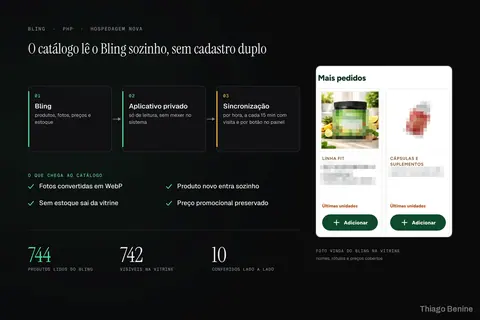 BLING · PHP · HOSPEDAGEM NOVA
O catálogo lê o Bling sozinho, sem cadastro duplo
01
Bling
produtos, fotos, preços e
estoque
02
Aplicativo privado
só de leitura, sem mexer no
sistema
03
Sincronização
por hora, a cada 15 min com
visita e por botão no painel
O QUE CHEGA AO CATÁLOGO
Fotos convertidas em WebP
Produto novo entra sozinho
Sem estoque sai da vitrine
Preço promocional preservado
744
PRODUTOS LIDOS DO BLING
742
VISÍVEIS NA VITRINE
10
CONFERIDOS LADO A LADO
Mais pedidos
LINHA FIT
Últimas unidades
+ Adicionar
CÁPSULAS E
SUPLEMENTOS
Últimas unidades
+ Adicionar
FOTO VINDA DO BLING NA VITRINE
nomes, rótulos e preços cobertos
Thiago Benine